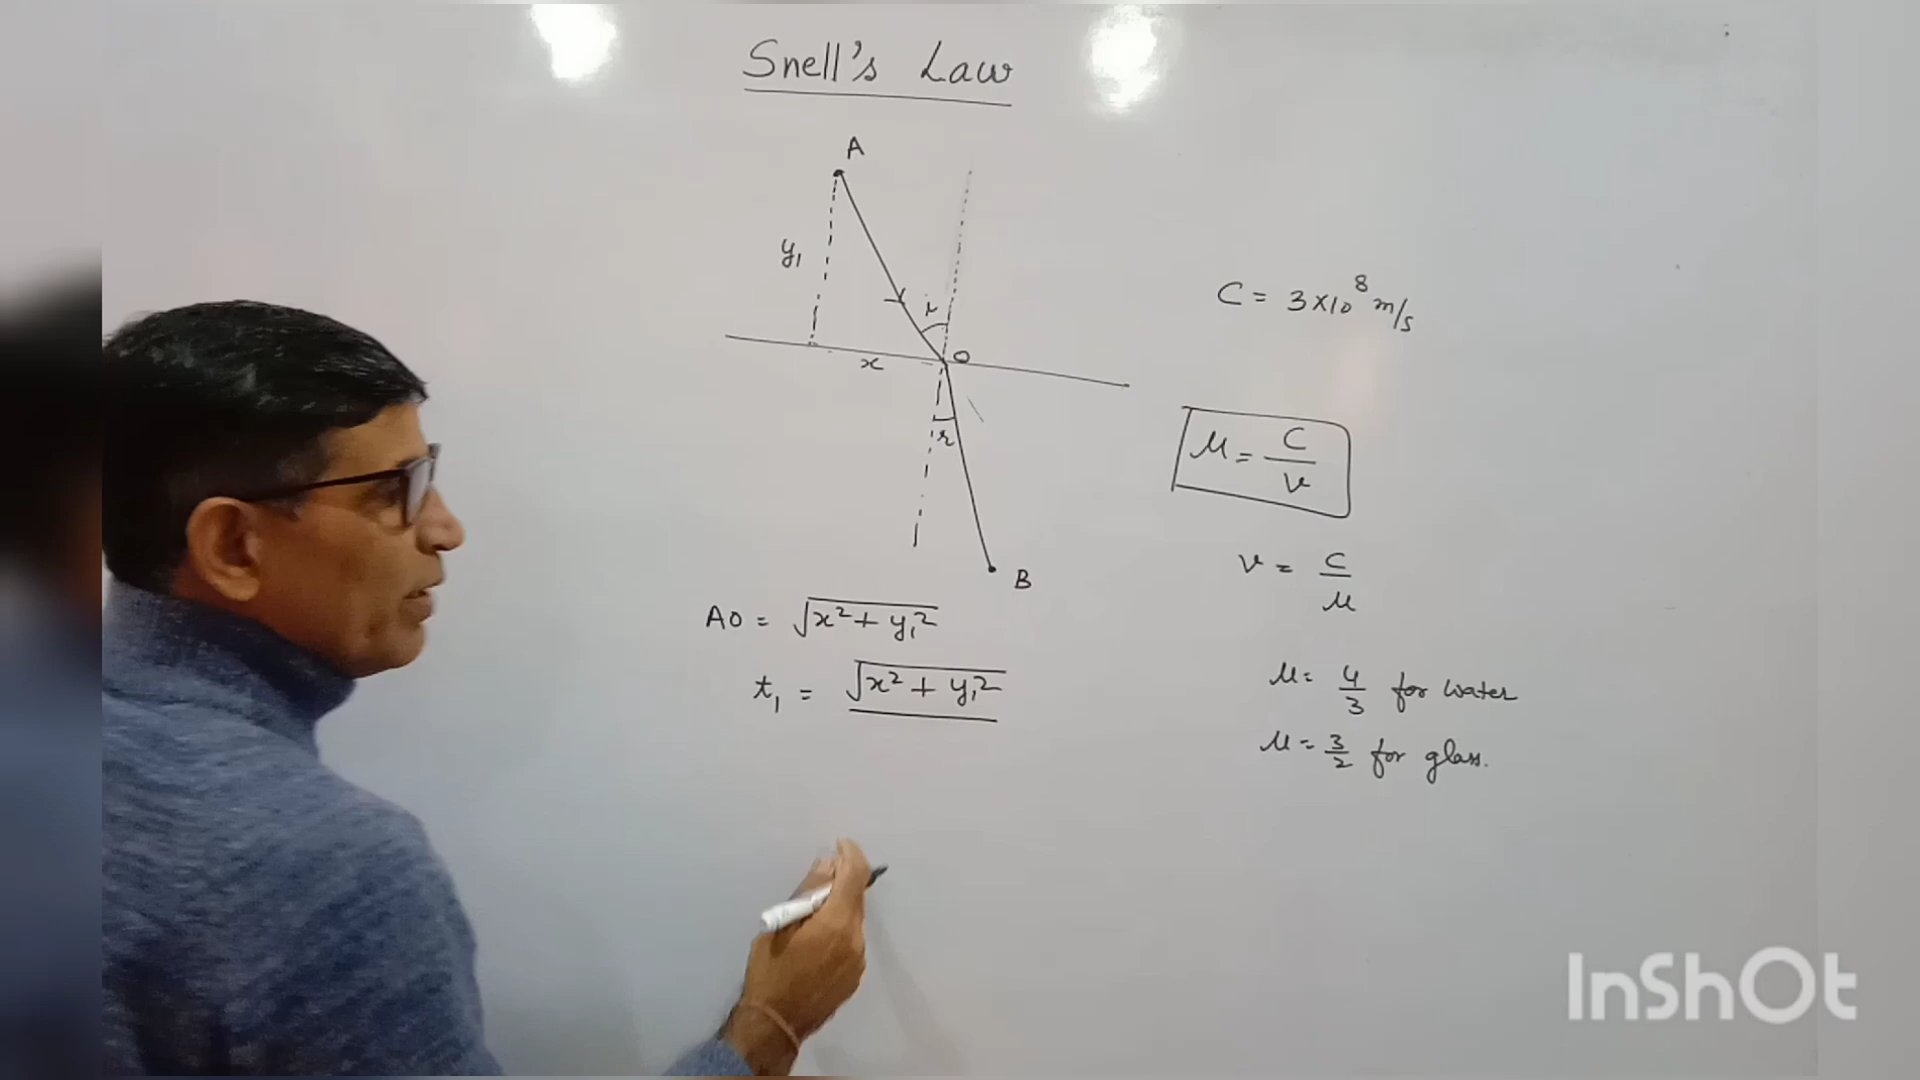 Snell's Law
A
y₁
i
C = 3×10⁸ m/s
O
x
r
μ = C/v
v = C/μ
B
AO = √(x² + y₁²)
t₁ = √(x² + y₁²)
μ = 4/3 for water
μ = 3/2 for glass.
InShOt